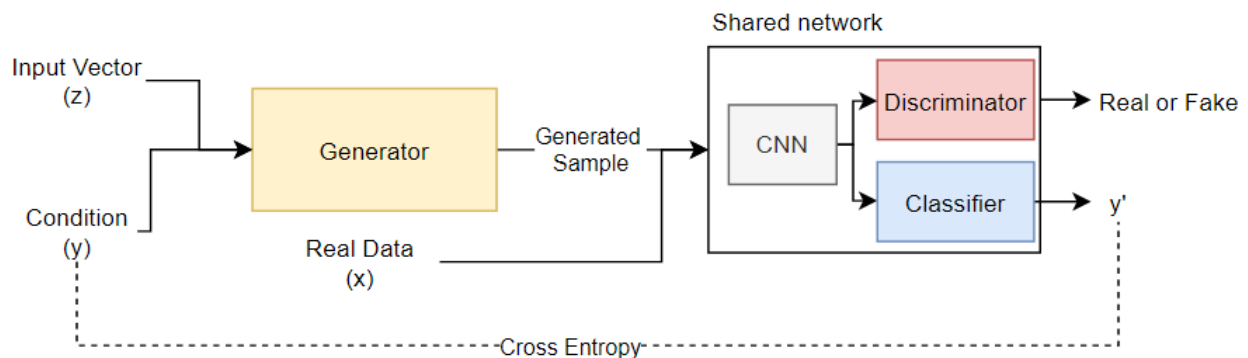 Shared network
Input Vector
(z)
Generator
Generated
Sample
CNN
Discriminator
Real or Fake
Condition
(y)
Classifier
y'
Real Data
(x)
Cross Entropy